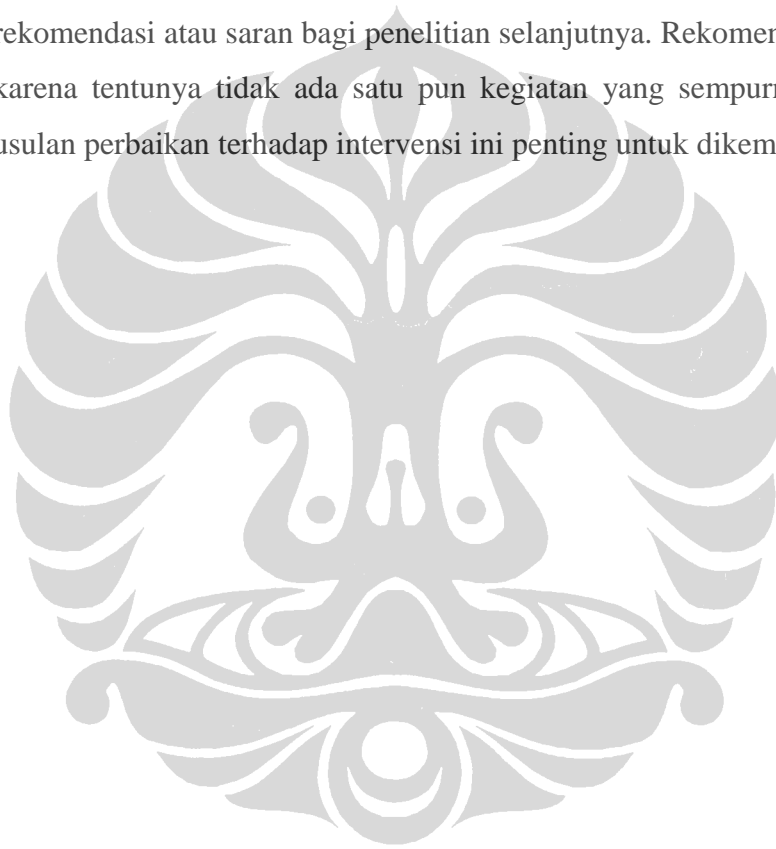 rekomendasi atau saran bagi penelitian selanjutnya. Rekomen
karena tentunya tidak ada satu pun kegiatan yang sempurn
usulan perbaikan terhadap intervensi ini penting untuk dikem